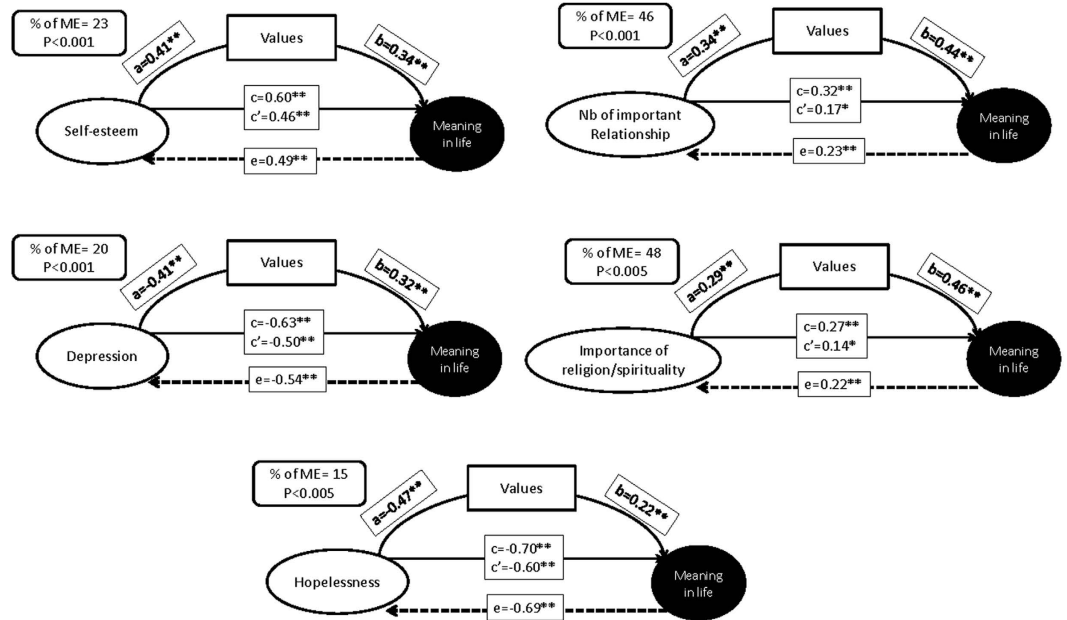 % of ME= 23
P<0.001
Values
a=0.41**
b=0.34**
c=0.60**
c'=0.46**
Self-esteem
Meaning
in life
e=0.49**
% of ME= 46
P<0.001
Values
a=0.34**
b=0.44**
c=0.32**
c'=0.17*
Nb of important
Relationship
Meaning
in life
e=0.23**
% of ME= 20
P<0.001
Values
a=-0.41**
b=0.32**
c=-0.63**
c'=-0.50**
Depression
Meaning
in life
e=-0.54**
% of ME= 48
P<0.005
Values
a=0.29**
b=0.46**
c=0.27**
c'=0.14*
Importance of
religion/spirituality
Meaning
in life
e=0.22**
% of ME= 15
P<0.005
Values
a=-0.47**
b=0.22**
c=-0.70**
c'=-0.60**
Hopelessness
Meaning
in life
e=-0.69**